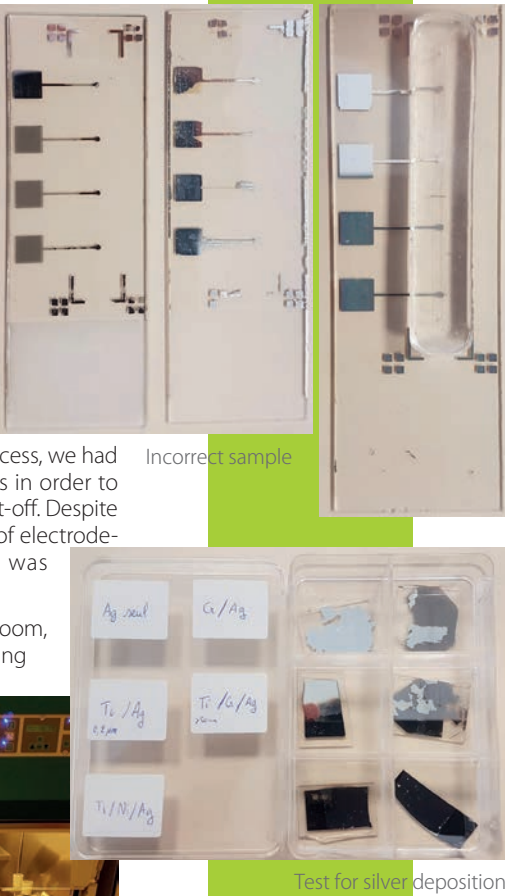 cess, we had
s in order to
t-off. Despite
of electrode-
was
oom,
ng
Incorrect sample
Ag seul
Cr/Ag
Ti/Ag
Ti/Cr/Ag
Ti/Ni/Ag
Test for silver deposition